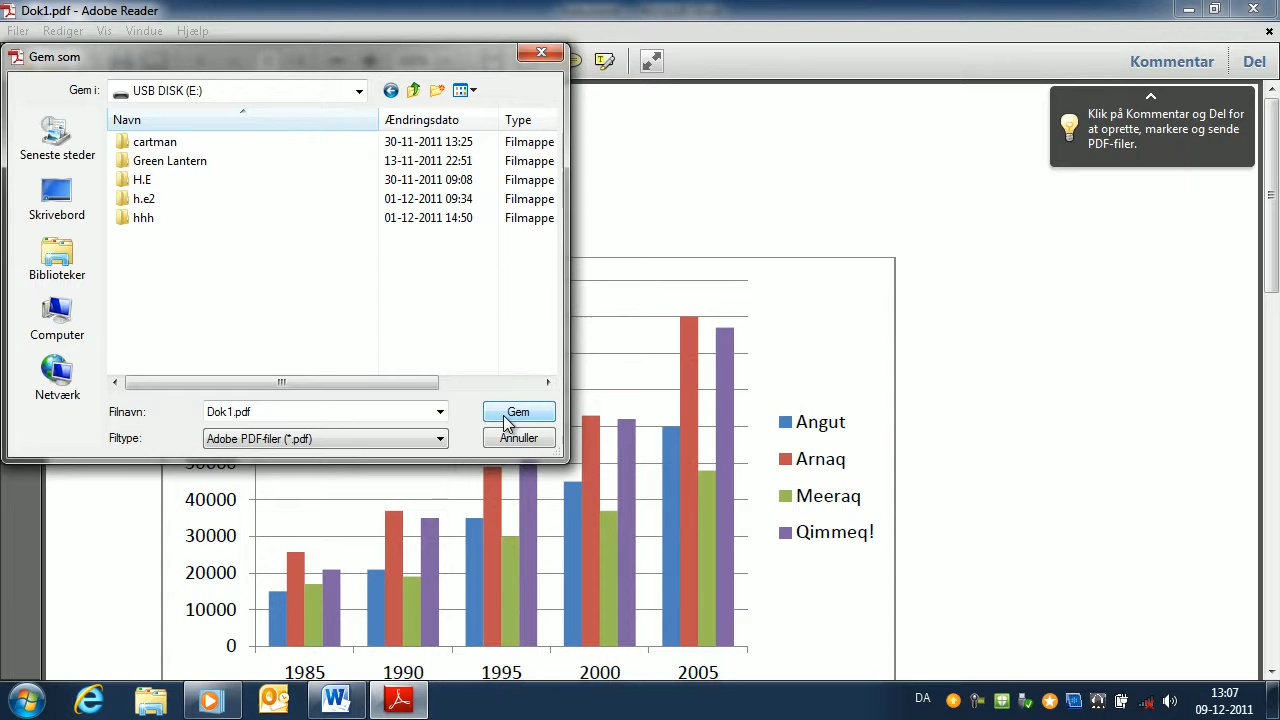 Dok1.pdf - Adobe Reader
Filer Rediger Vis Vindue Hjælp
Gem som
Kommentar Del
Gem i: USB DISK (E:)
Klik på Kommentar og Del for
at oprette, markere og sende
PDF-filer.
Navn Ændringsdato Type
cartman 30-11-2011 13:25 Filmappe
Green Lantern 13-11-2011 22:51 Filmappe
H.E 30-11-2011 09:08 Filmappe
h.e2 01-12-2011 09:34 Filmappe
hhh 01-12-2011 14:50 Filmappe
Seneste steder
Skrivebord
Biblioteker
Computer
Netværk
Filnavn: Dok1.pdf Gem
Filtype: Adobe PDF-filer (*.pdf) Annuller
Angut
Arnaq
Meeraq
Qimmeq!
50000
40000
30000
20000
10000
0
1985 1990 1995 2000 2005
DA
13:07
09-12-2011